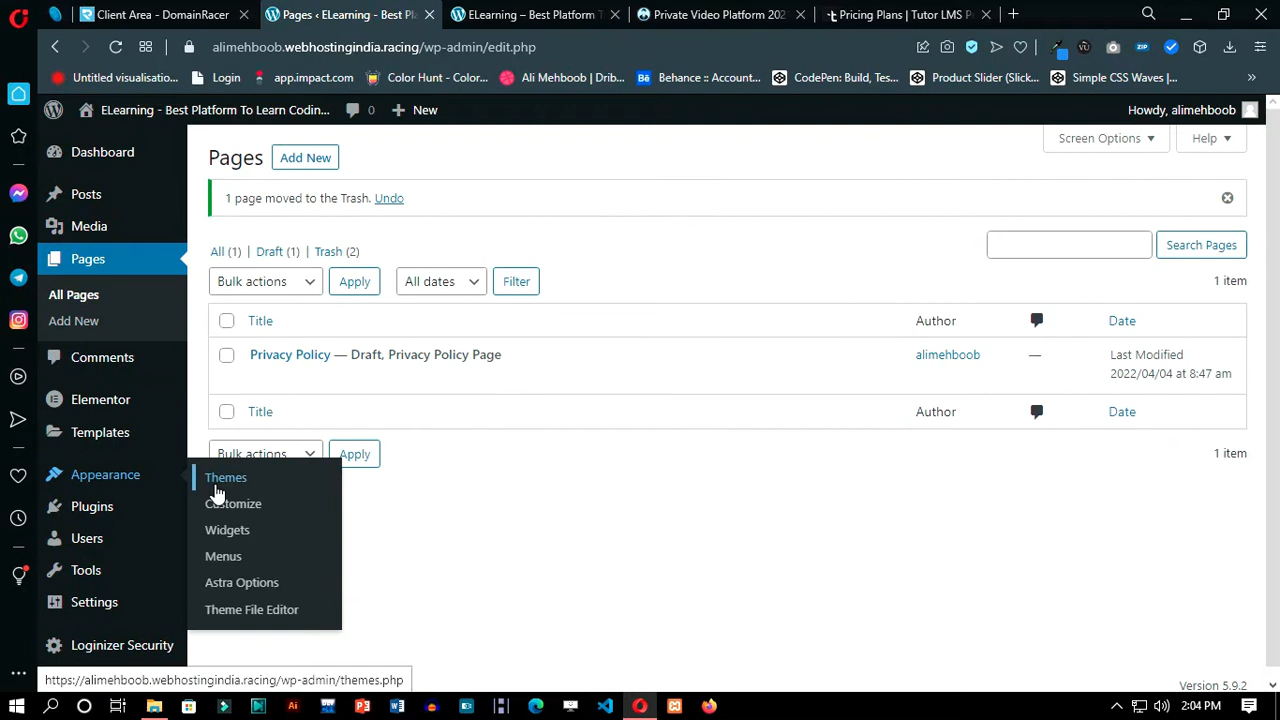 Client Area - DomainRacer
Pages ‹ ELearning - Best Pl
ELearning – Best Platform T
Private Video Platform 202
Pricing Plans | Tutor LMS P
alimehboob.webhostingindia.racing/wp-admin/edit.php
Untitled visualisatio...
Login
app.impact.com
Color Hunt - Color...
Ali Mehboob | Drib...
Behance :: Account...
CodePen: Build, Tes...
Product Slider (Slick...
Simple CSS Waves |...
ELearning - Best Platform To Learn Codin...
0
New
Howdy, alimehboob
Dashboard
Posts
Media
Pages
All Pages
Add New
Comments
Elementor
Templates
Appearance
Plugins
Users
Tools
Settings
Loginizer Security
Themes
Customize
Widgets
Menus
Astra Options
Theme File Editor
Pages
Add New
Screen Options
Help
1 page moved to the Trash. Undo
All (1) | Draft (1) | Trash (2)
Search Pages
Bulk actions
Apply
All dates
Filter
1 item
Title
Author
Date
Privacy Policy — Draft, Privacy Policy Page
alimehboob
—
Last Modified
2022/04/04 at 8:47 am
Title
Author
Date
Bulk actions
Apply
1 item
https://alimehboob.webhostingindia.racing/wp-admin/themes.php
Version 5.9.2
2:04 PM